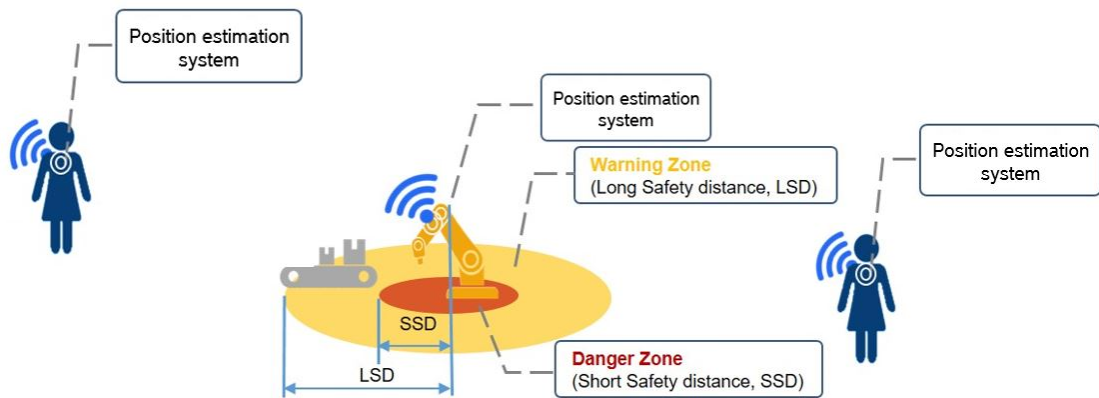 Position estimation
system
Position estimation
system
Position estimation
system
Warning Zone
(Long Safety distance, LSD)
SSD
LSD
Danger Zone
(Short Safety distance, SSD)